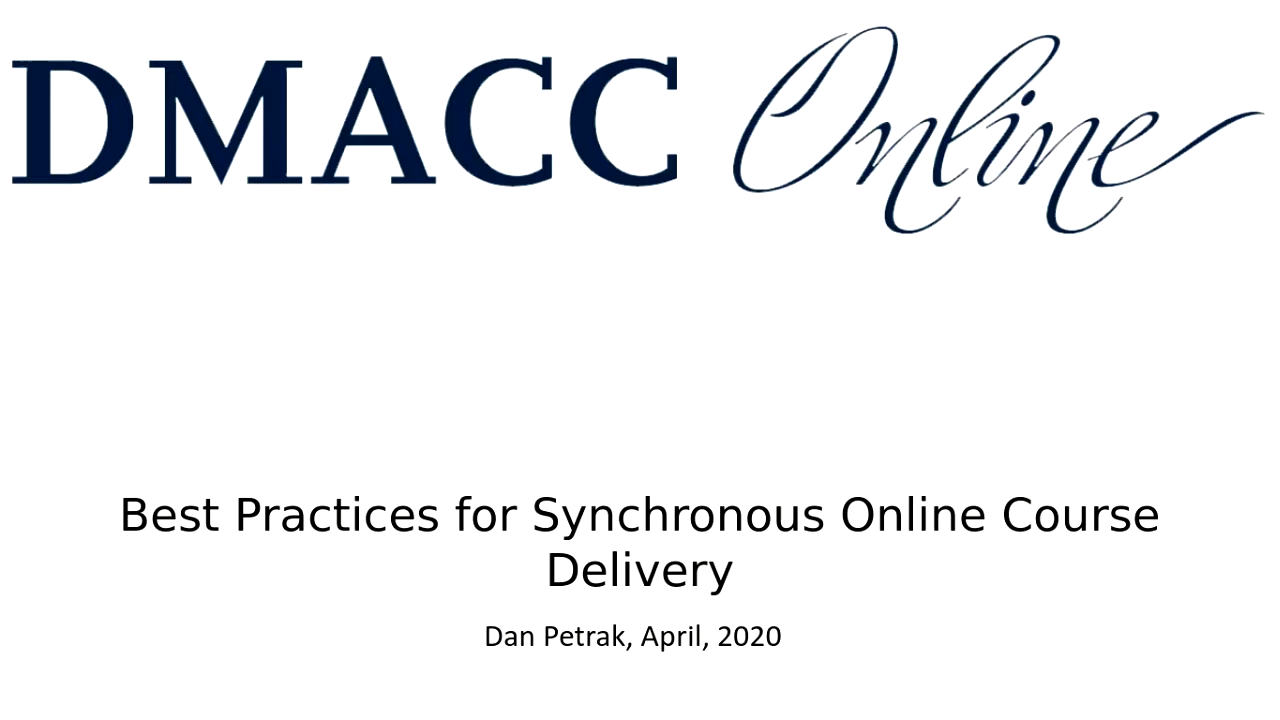 DMACC Online
Best Practices for Synchronous Online Course
Delivery
Dan Petrak, April, 2020